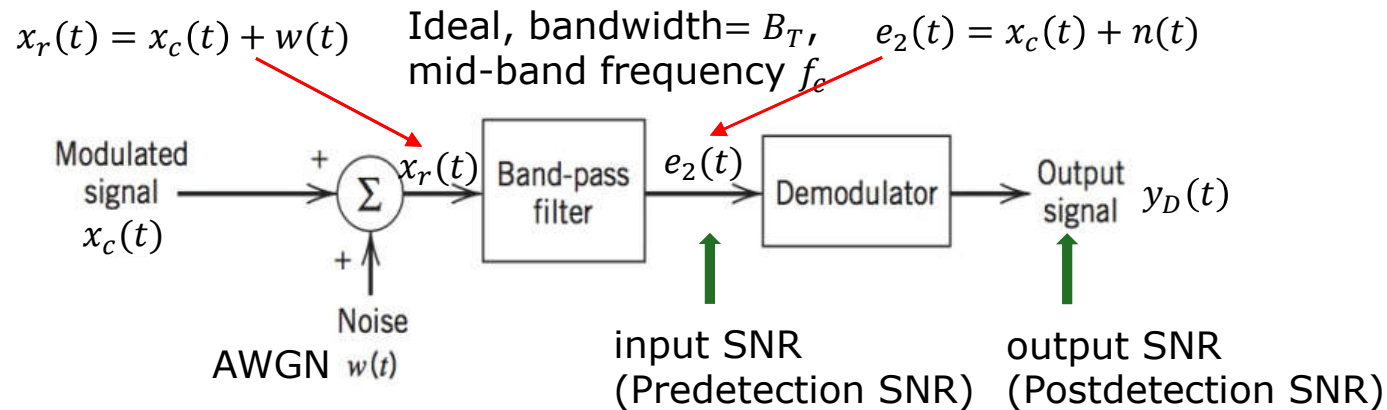 x_r(t) = x_c(t) + w(t)
Ideal, bandwidth= B_T,
mid-band frequency f_c
e_2(t) = x_c(t) + n(t)
Modulated
signal
x_c(t)
+
Σ
+
x_r(t)
Band-pass
filter
e_2(t)
Demodulator
Output
signal
y_D(t)
Noise
AWGN w(t)
input SNR
(Predetection SNR)
output SNR
(Postdetection SNR)